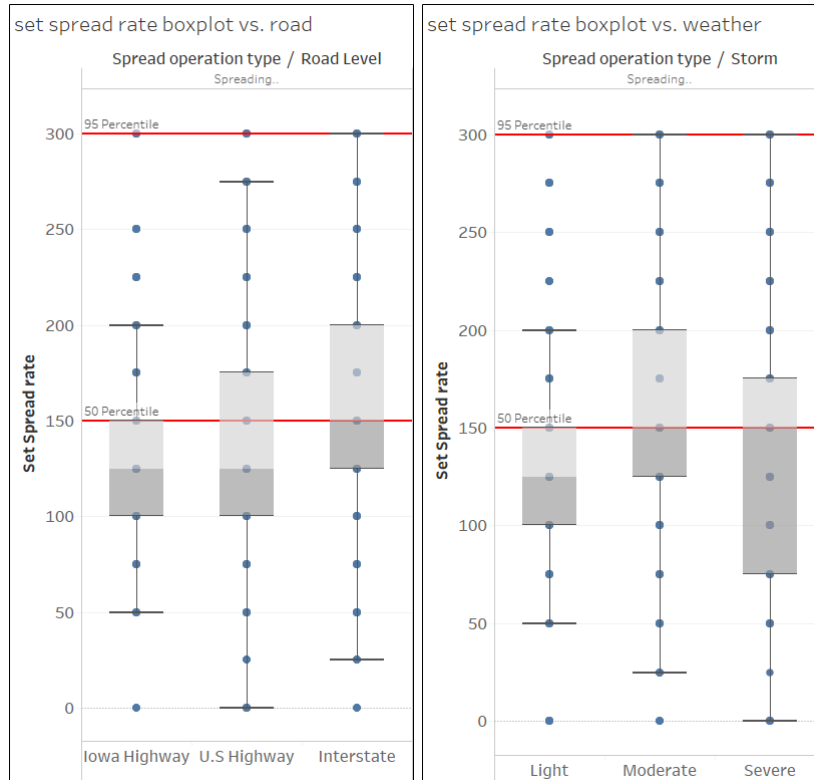 set spread rate boxplot vs. road
Spread operation type / Road Level
Spreading..
95 Percentile
50 Percentile
Set Spread rate
300
250
200
150
100
50
0
Iowa Highway U.S Highway Interstate
set spread rate boxplot vs. weather
Spread operation type / Storm
Spreading..
95 Percentile
50 Percentile
Set Spread rate
300
250
200
150
100
50
0
Light Moderate Severe